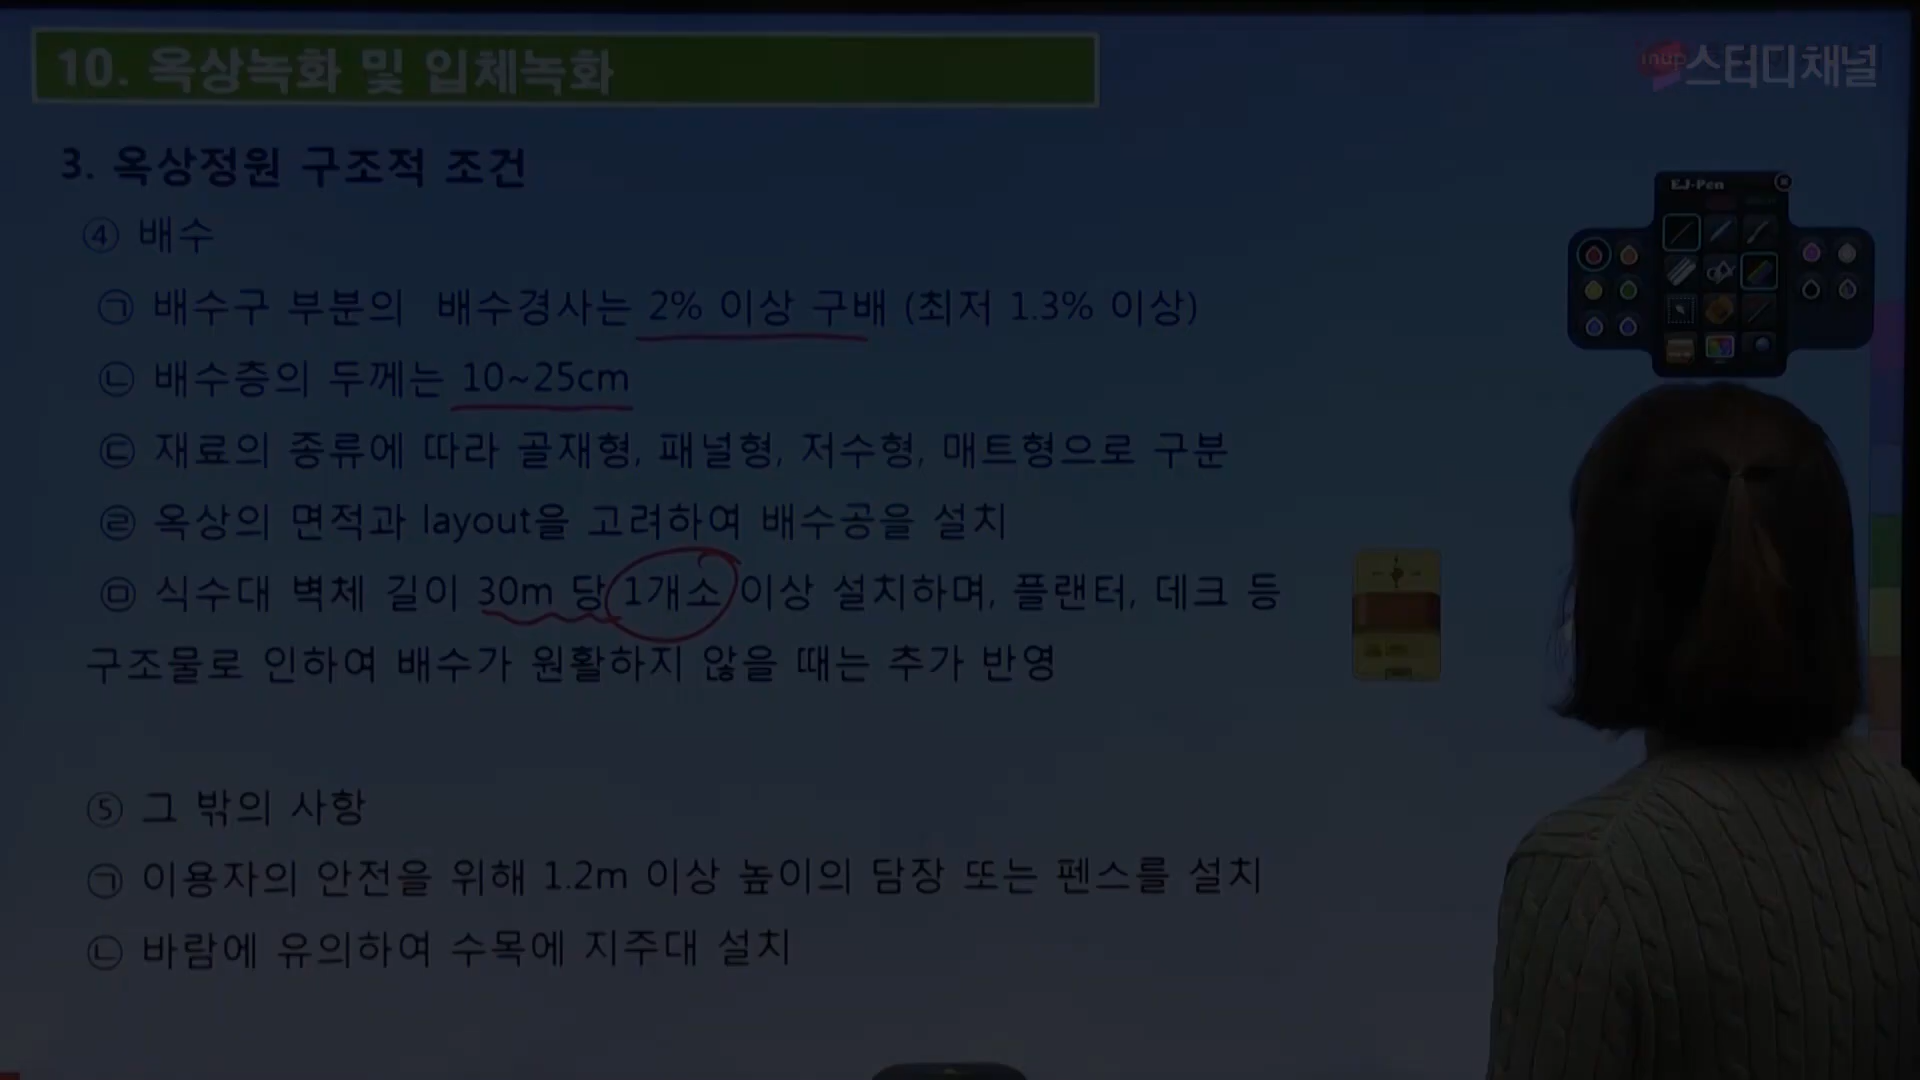 10. 옥상녹화 및 입체녹화
inup 스터디채널
3. 옥상정원 구조적 조건
EJ-Pen
④ 배수
㉠ 배수구 부분의 배수경사는 2% 이상 구배 (최저 1.3% 이상)
㉡ 배수층의 두께는 10~25cm
㉢ 재료의 종류에 따라 골재형, 패널형, 저수형, 매트형으로 구분
㉣ 옥상의 면적과 layout을 고려하여 배수공을 설치
㉤ 식수대 벽체 길이 30m 당 1개소 이상 설치하며, 플랜터, 데크 등
구조물로 인하여 배수가 원활하지 않을 때는 추가 반영
⑤ 그 밖의 사항
㉠ 이용자의 안전을 위해 1.2m 이상 높이의 담장 또는 펜스를 설치
㉡ 바람에 유의하여 수목에 지주대 설치